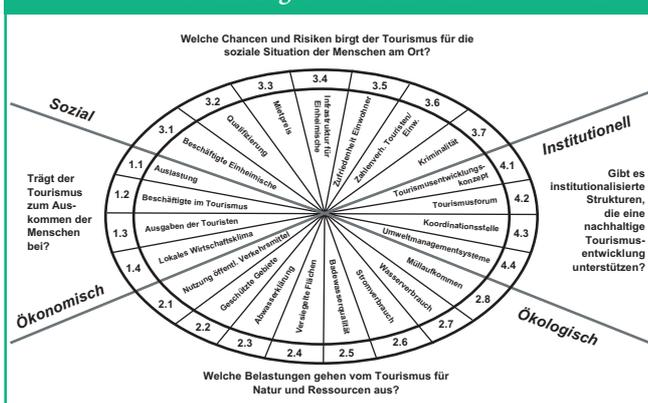 Welche Chancen und Risiken birgt der Tourismus für die
soziale Situation der Menschen am Ort?
Sozial
Institutionell
Ökonomisch
Ökologisch
Trägt der
Tourismus
zum Aus-
kommen der
Menschen
bei?
Gibt es
institutionalisierte
Strukturen,
die eine
nachhaltige
Tourismus-
entwicklung
unterstützen?
1.1
Auslastung
1.2
Beschäftigte im Tourismus
1.3
Ausgaben der Touristen
1.4
Lokales Wirtschaftsklima
3.1
Beschäftigte Einheimische
3.2
Qualifizierung
3.3
Mietpreis
3.4
Infrastruktur für
Einheimische
3.5
Zufriedenheit Einwohner
3.6
Zahlenverh. Touristen/
Einw.
3.7
Kriminalität
4.1
Tourismusentwicklungs-
konzept
4.2
Tourismusforum
4.3
Koordinationsstelle
4.4
Umweltmanagementsysteme
2.8
Müllaufkommen
2.7
Wasserverbrauch
2.6
Stromverbrauch
2.5
Badewasserqualität
2.4
Versiegelte Flächen
2.3
Abwasserklärung
2.2
Geschützte Gebiete
2.1
Nutzung öffentl. Verkehrsmittel
Welche Belastungen gehen vom Tourismus für
Natur und Ressourcen aus?